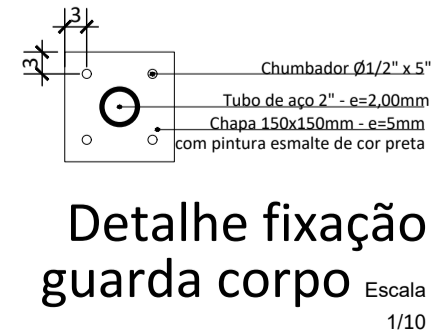 3
3
Chumbador Ø1/2" x 5"
Tubo de aço 2" - e=2,00mm
Chapa 150x150mm - e=5mm
com pintura esmalte de cor preta
Detalhe fixação
guarda corpo Escala
1/10